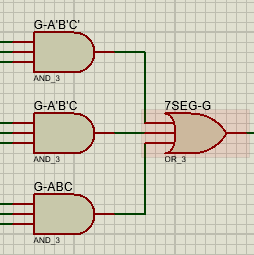 G-A'B'C'
AND_3
G-A'B'C
7SEG-G
AND_3
OR_3
G-ABC
AND_3